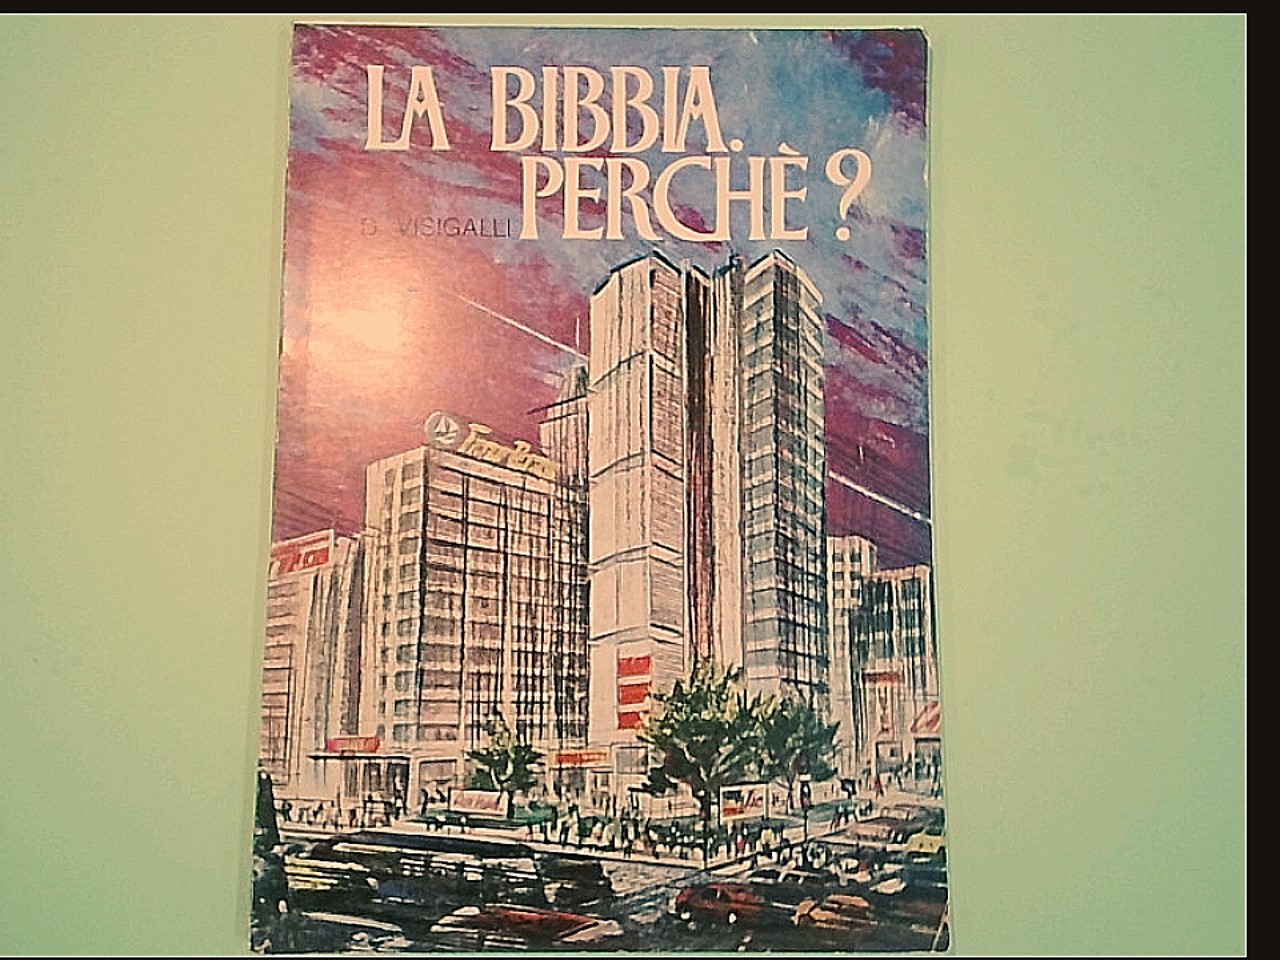 LA BIBBIA.
PERCHÈ?
B. VISIGALLI